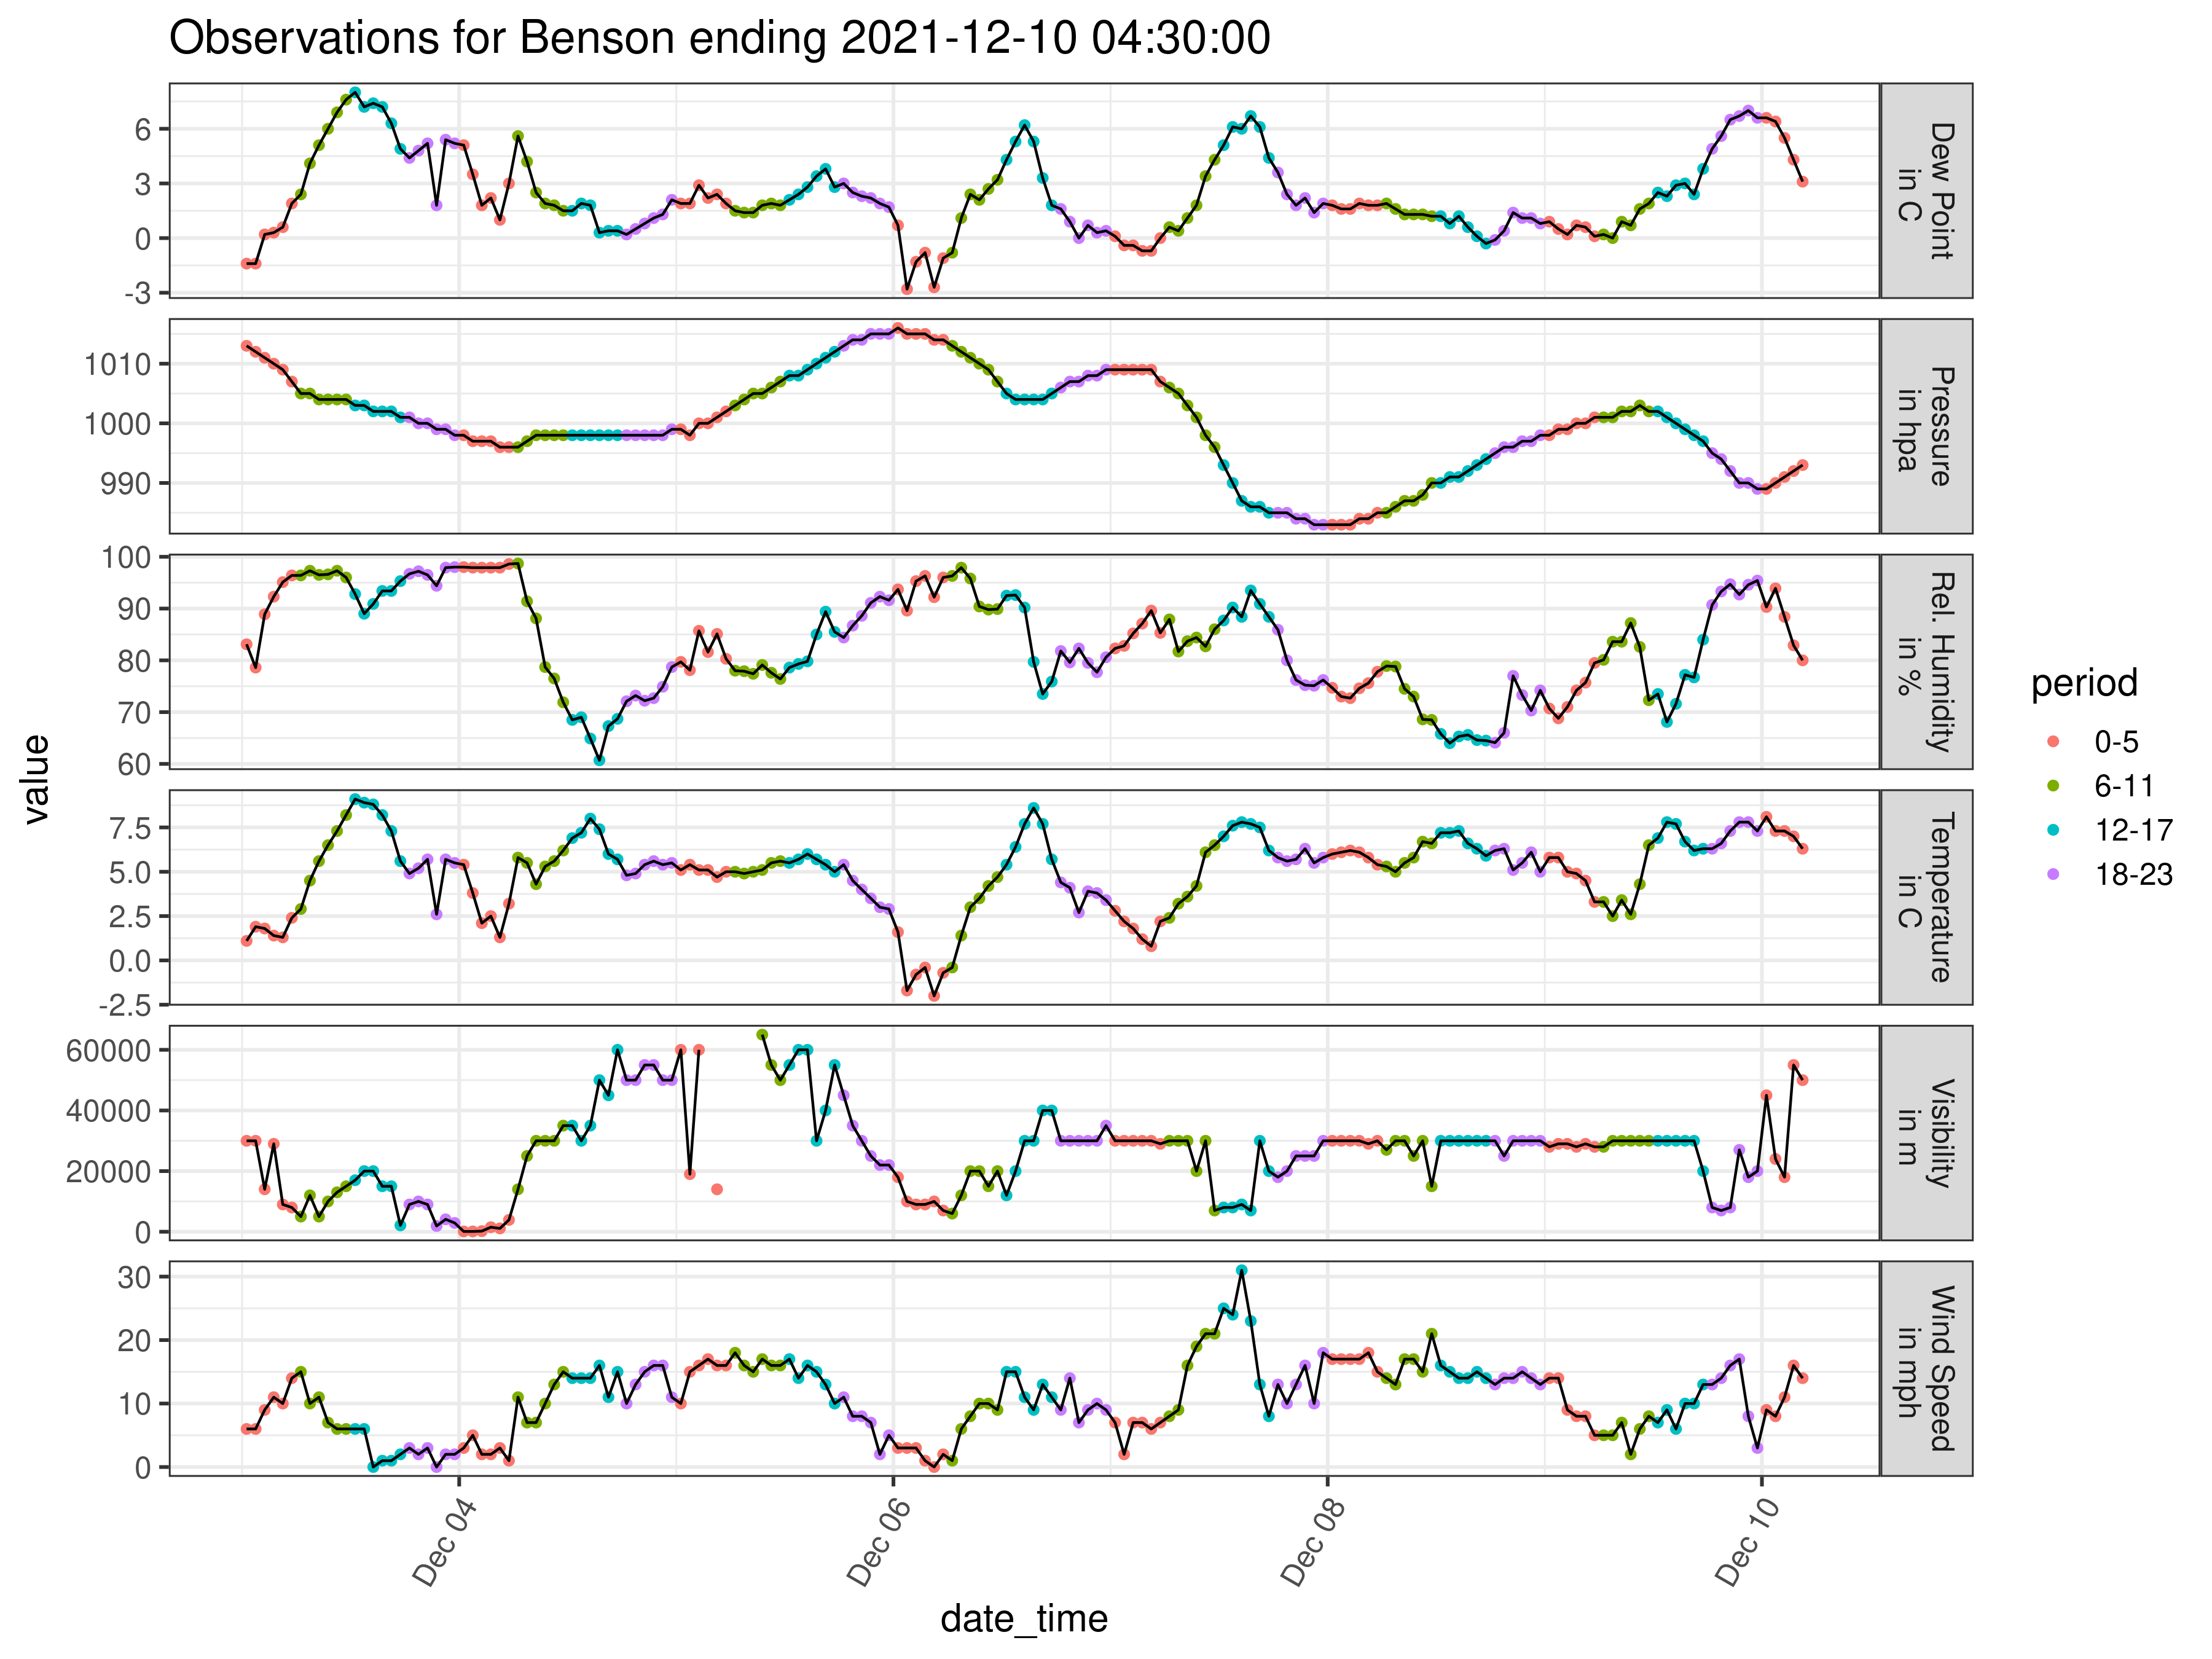 Observations for Benson ending 2021-12-10 04:30:00
value
6
3
0
-3
Dew Point
in C
1010
1000
990
Pressure
in hpa
100
90
80
70
60
Rel. Humidity
in %
7.5
5.0
2.5
0.0
-2.5
Temperature
in C
60000
40000
20000
0
Visibility
in m
30
20
10
0
Wind Speed
in mph
Dec 04
Dec 06
Dec 08
Dec 10
date_time
period
0-5
6-11
12-17
18-23